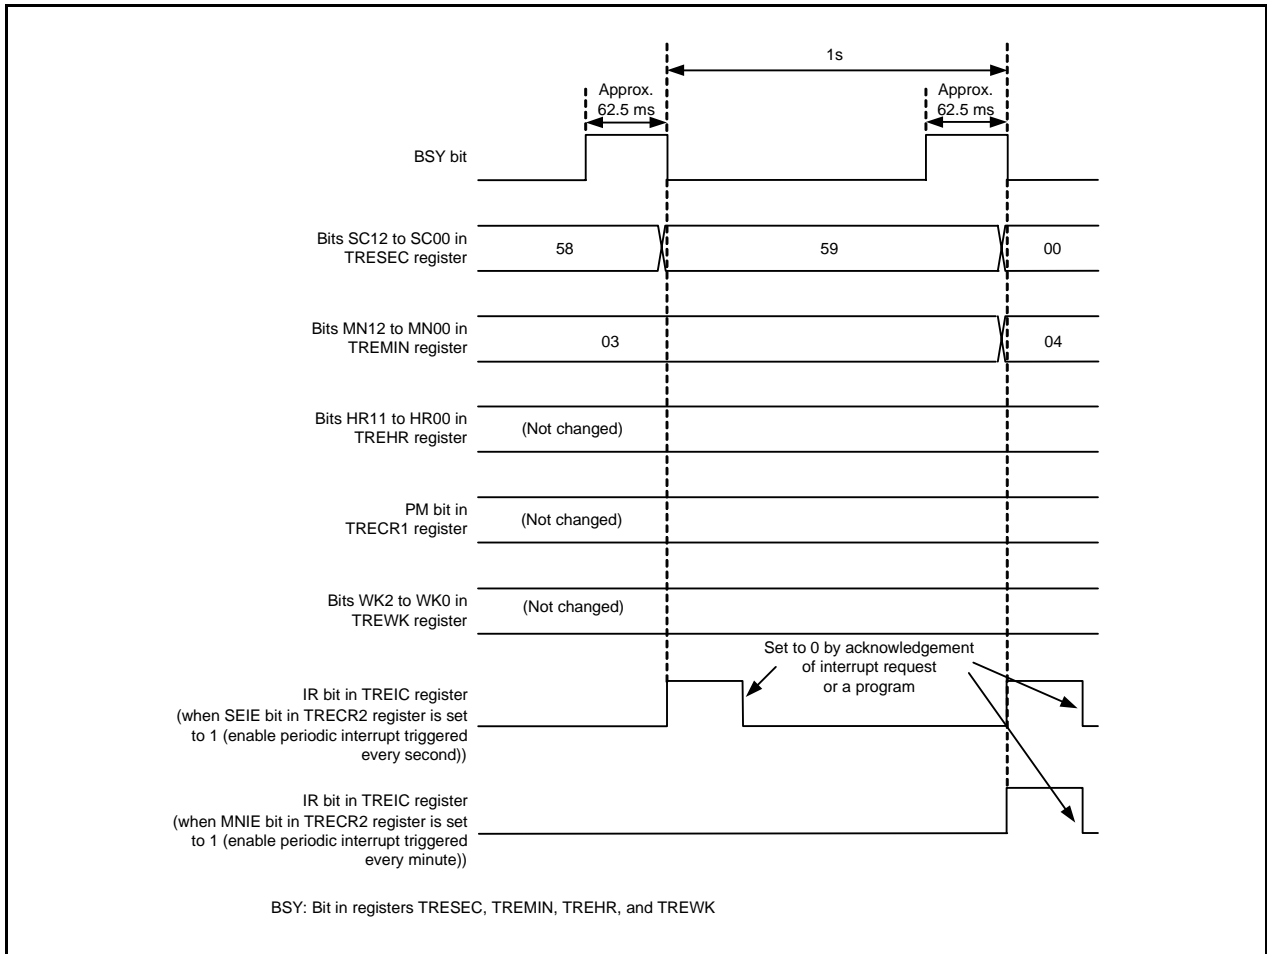 1s
Approx.
62.5 ms
Approx.
62.5 ms
BSY bit
Bits SC12 to SC00 in
TRESEC register
58
59
00
Bits MN12 to MN00 in
TREMIN register
03
04
Bits HR11 to HR00 in
TREHR register
(Not changed)
PM bit in
TRECR1 register
(Not changed)
Bits WK2 to WK0 in
TREWK register
(Not changed)
Set to 0 by acknowledgement
of interrupt request
or a program
IR bit in TREIC register
(when SEIE bit in TRECR2 register is set
to 1 (enable periodic interrupt triggered
every second))
IR bit in TREIC register
(when MNIE bit in TRECR2 register is set
to 1 (enable periodic interrupt triggered
every minute))
BSY: Bit in registers TRESEC, TREMIN, TREHR, and TREWK